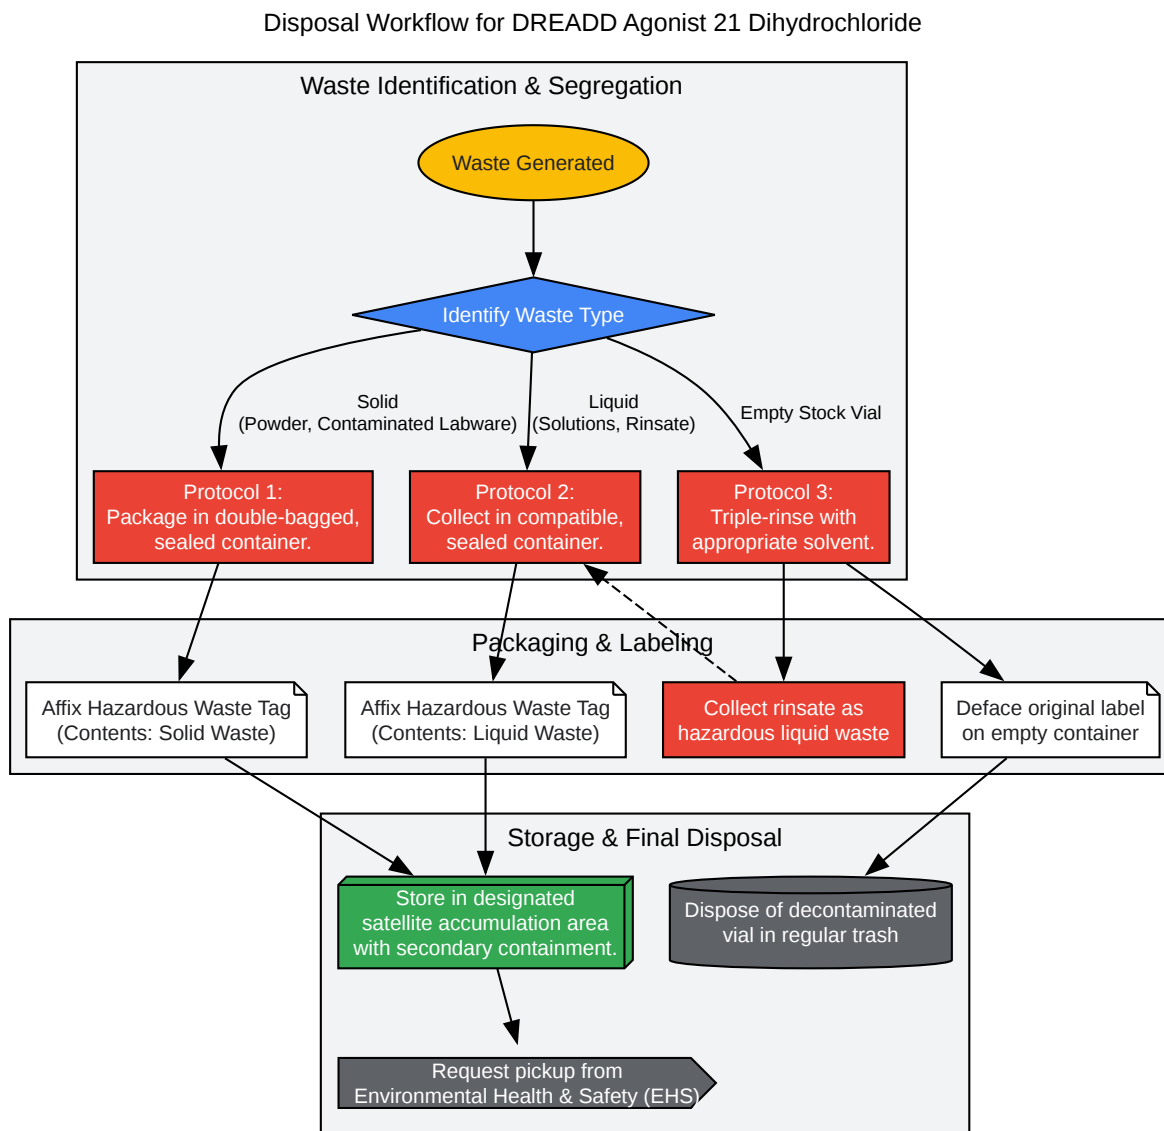 Disposal Workflow for DREADD Agonist 21 Dihydrochloride
Waste Identification & Segregation
Waste Generated
Identify Waste Type
Solid
(Powder, Contaminated Labware)
Liquid
(Solutions, Rinsate)
Empty Stock Vial
Protocol 1:
Package in double-bagged,
sealed container.
Protocol 2:
Collect in compatible,
sealed container.
Protocol 3:
Triple-rinse with
appropriate solvent.
Packaging & Labeling
Affix Hazardous Waste Tag
(Contents: Solid Waste)
Affix Hazardous Waste Tag
(Contents: Liquid Waste)
Collect rinsate as
hazardous liquid waste
Deface original label
on empty container
Storage & Final Disposal
Store in designated
satellite accumulation area
with secondary containment.
Dispose of decontaminated
vial in regular trash
Request pickup from
Environmental Health & Safety (EHS)